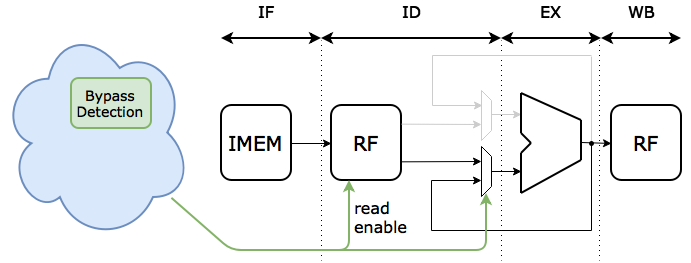 IF
ID
EX
WB
Bypass
Detection
IMEM
RF
RF
read
enable